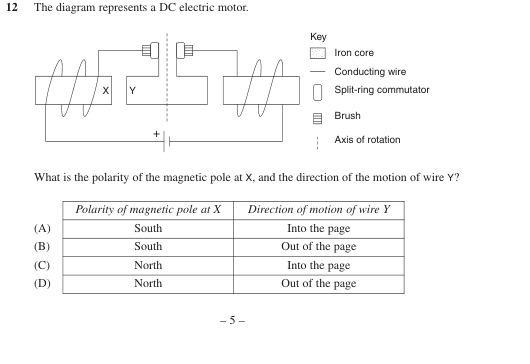 12 The diagram represents a DC electric motor.
Key
Iron core
Conducting wire
Split-ring commutator
Brush
Axis of rotation
X Y
+
What is the polarity of the magnetic pole at X, and the direction of the motion of wire Y?
Polarity of magnetic pole at X Direction of motion of wire Y
(A) South Into the page
(B) South Out of the page
(C) North Into the page
(D) North Out of the page
– 5 –